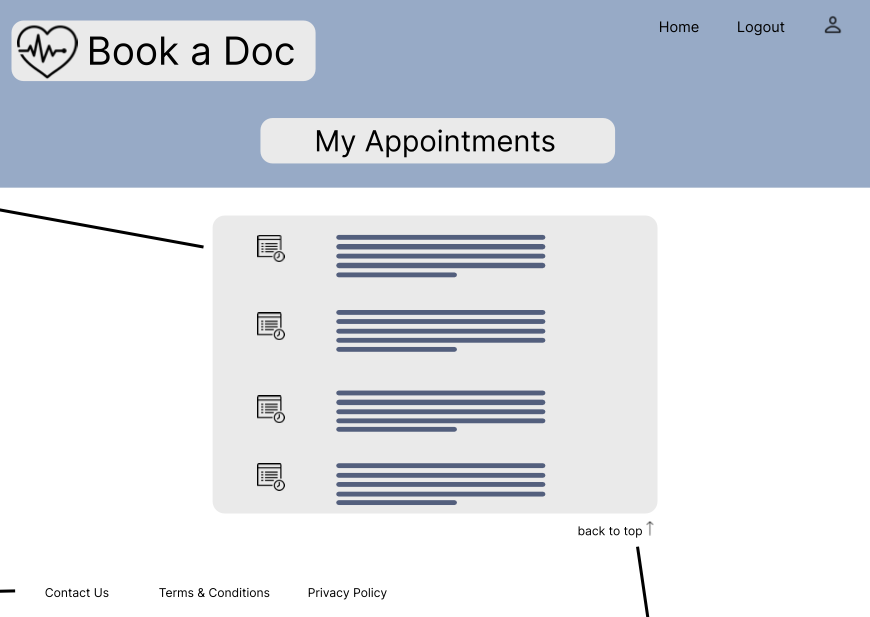 Book a Doc
Home
Logout
My Appointments
back to top
Contact Us
Terms & Conditions
Privacy Policy